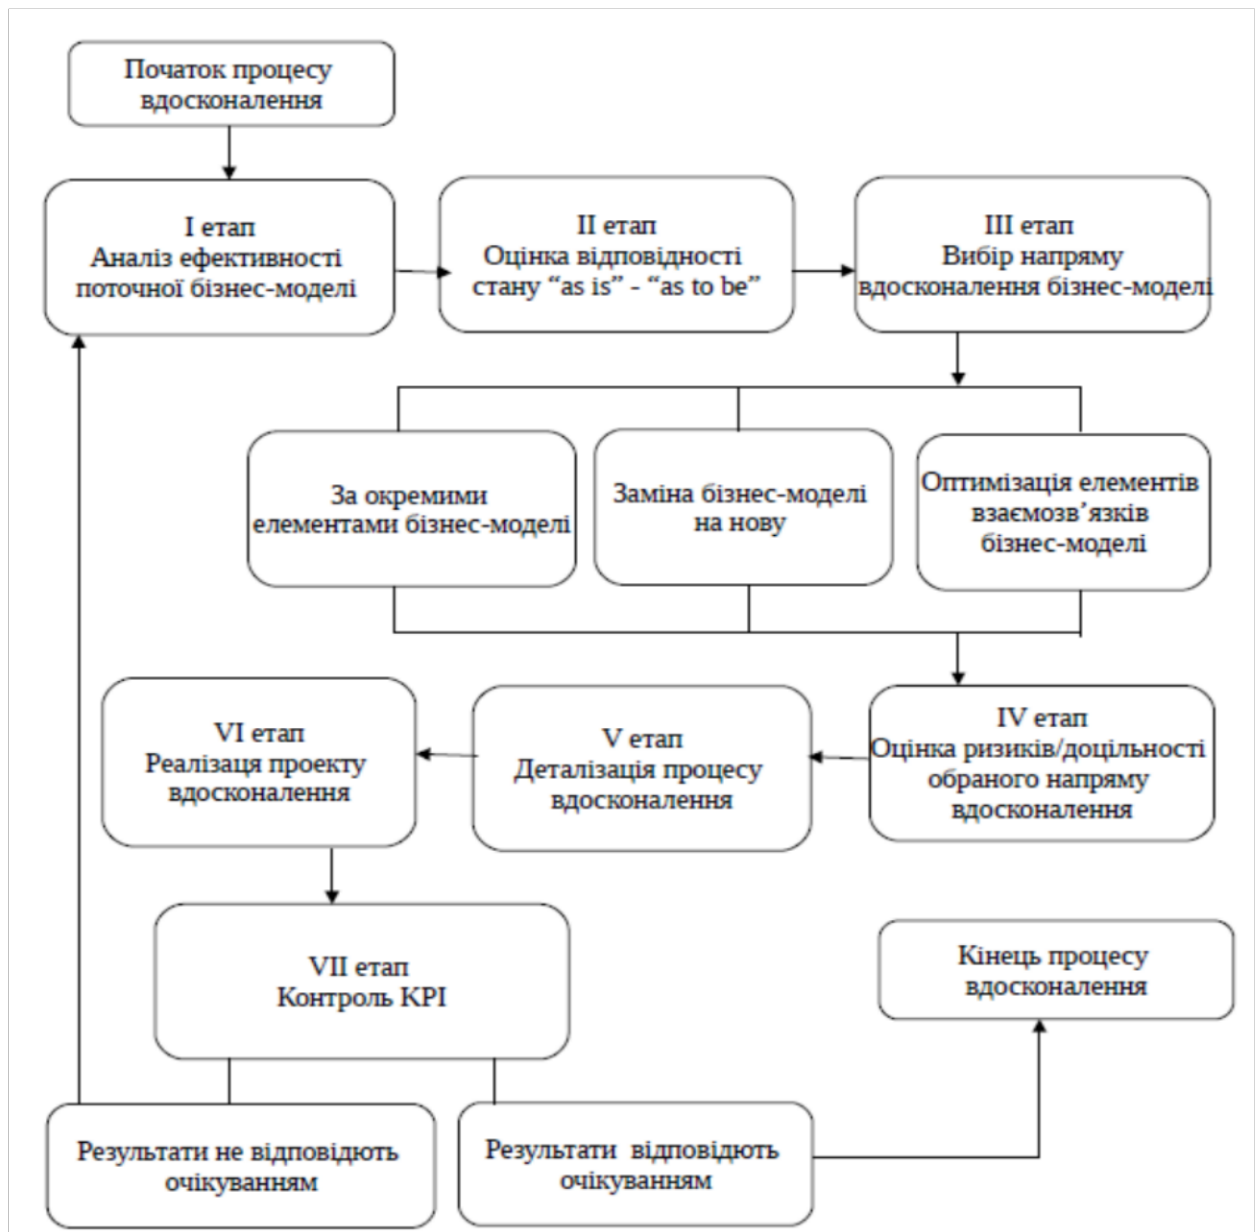 Початок процесу
вдосконалення
I етап
Аналіз ефективності
поточної бізнес-моделі
II етап
Оцінка відповідності
стану “as is” - “as to be”
III етап
Вибір напряму
вдосконалення бізнес-моделі
За окремими
елементами бізнес-моделі
Заміна бізнес-моделі
на нову
Оптимізація елементів
взаємозв’язків
бізнес-моделі
IV етап
Оцінка ризиків/доцільності
обраного напряму
вдосконалення
V етап
Деталізація процесу
вдосконалення
VI етап
Реалізаця проекту
вдосконалення
VII етап
Контроль KPI
Кінець процесу
вдосконалення
Результати не відповідють
очікуванням
Результати відповідють
очікуванням